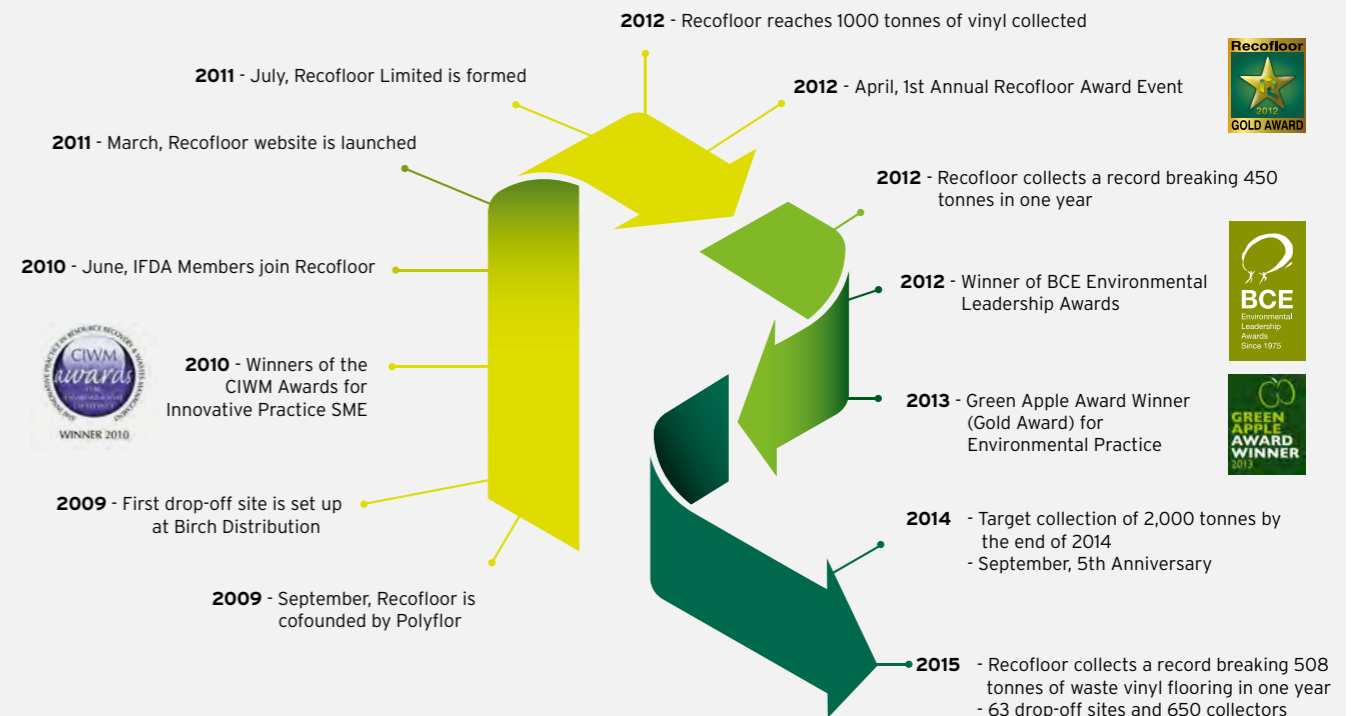 2012 - Recofloor reaches 1000 tonnes of vinyl collected
2011 - July, Recofloor Limited is formed
2012 - April, 1st Annual Recofloor Award Event
Recofloor
2012
GOLD AWARD
2011 - March, Recofloor website is launched
2012 - Recofloor collects a record breaking 450
tonnes in one year
2010 - June, IFDA Members join Recofloor
2012 - Winner of BCE Environmental
Leadership Awards
BCE
Environmental
Leadership
Awards
Since 1975
CIWM
awards
WINNER 2010
2010 - Winners of the
CIWM Awards for
Innovative Practice SME
2013 - Green Apple Award Winner
(Gold Award) for
Environmental Practice
GREEN
APPLE
AWARD
WINNER
2013
2009 - First drop-off site is set up
at Birch Distribution
2014 - Target collection of 2,000 tonnes by
the end of 2014
- September, 5th Anniversary
2009 - September, Recofloor is
cofounded by Polyflor
2015 - Recofloor collects a record breaking 508
tonnes of waste vinyl flooring in one year
- 63 drop-off sites and 650 collectors